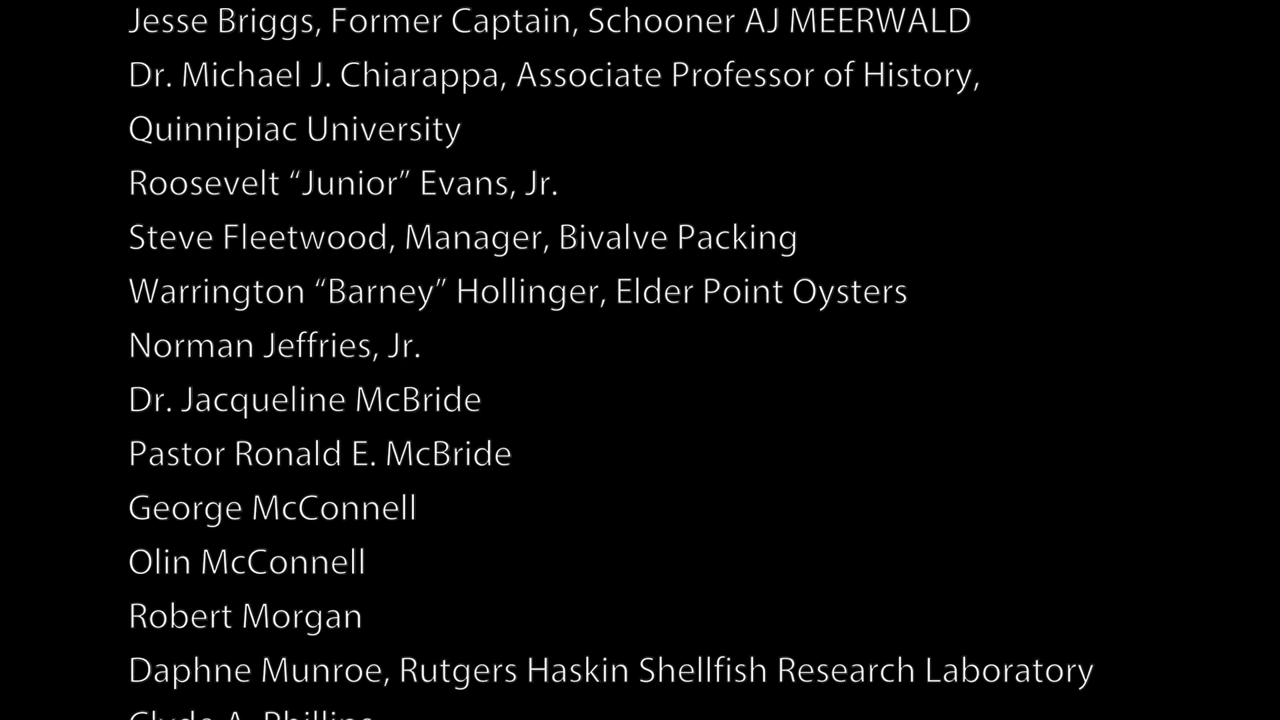 Jesse Briggs, Former Captain, Schooner AJ MEERWALD
Dr. Michael J. Chiarappa, Associate Professor of History,
Quinnipiac University
Roosevelt “Junior” Evans, Jr.
Steve Fleetwood, Manager, Bivalve Packing
Warrington “Barney” Hollinger, Elder Point Oysters
Norman Jeffries, Jr.
Dr. Jacqueline McBride
Pastor Ronald E. McBride
George McConnell
Olin McConnell
Robert Morgan
Daphne Munroe, Rutgers Haskin Shellfish Research Laboratory